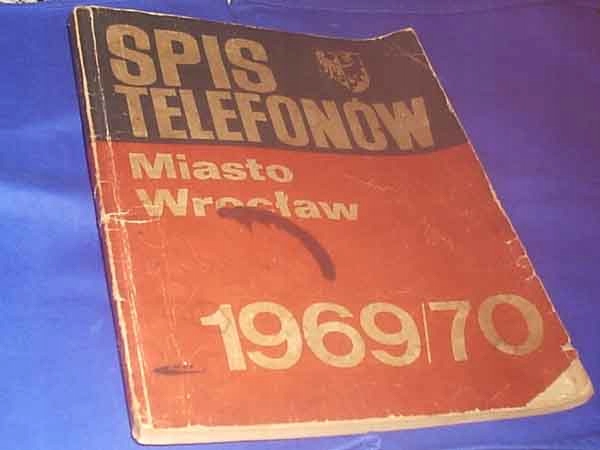 SPIS
TELEFONÓW
Miasto
Wrocław
1969/70